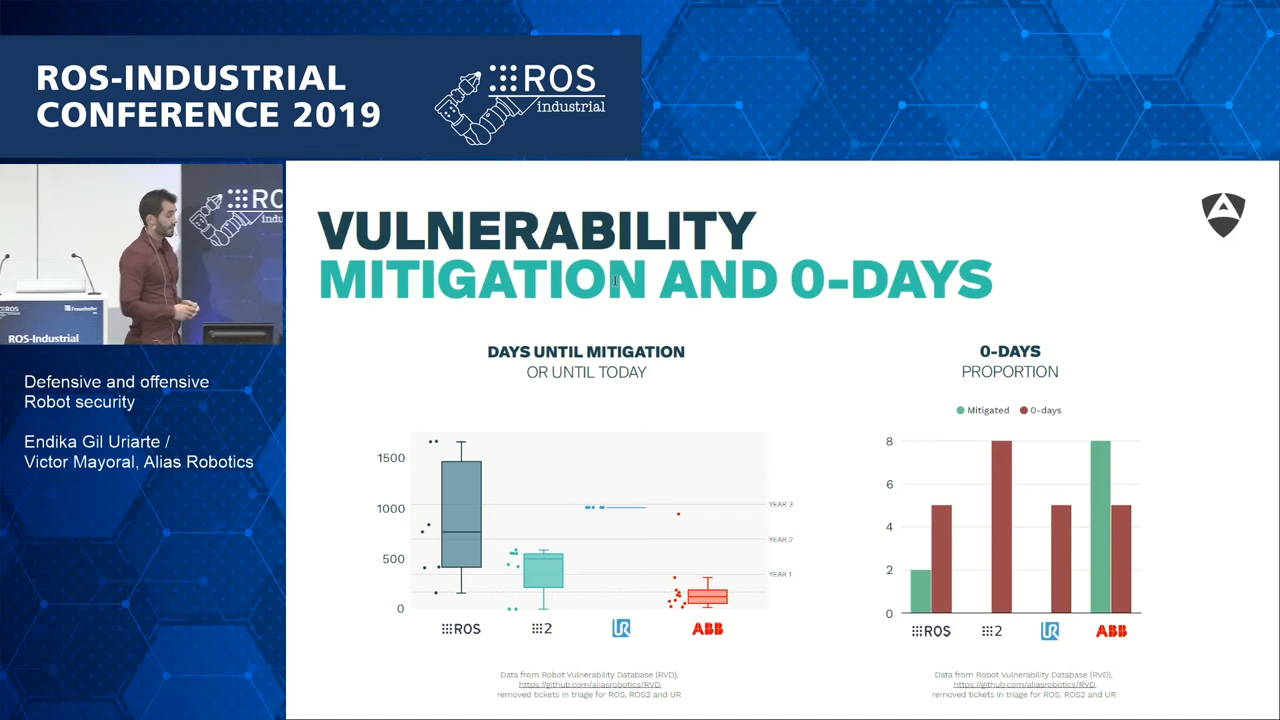 ROS-INDUSTRIAL
CONFERENCE 2019
ROS
industrial
ROS-Industrial
Defensive and offensive
Robot security
Endika Gil Uriarte /
Victor Mayoral, Alias Robotics
VULNERABILITY
MITIGATION AND 0-DAYS
DAYS UNTIL MITIGATION
OR UNTIL TODAY
1500
1000
500
0
YEAR 3
YEAR 2
YEAR 1
ROS
2
UR
ABB
Data from Robot Vulnerability Database (RVD),
https://github.com/aliasrobotics/RVD,
removed tickets in triage for ROS, ROS2 and UR
0-DAYS
PROPORTION
Mitigated
0-days
8
6
4
2
0
ROS
2
UR
ABB
Data from Robot Vulnerability Database (RVD),
https://github.com/aliasrobotics/RVD,
removed tickets in triage for ROS, ROS2 and UR